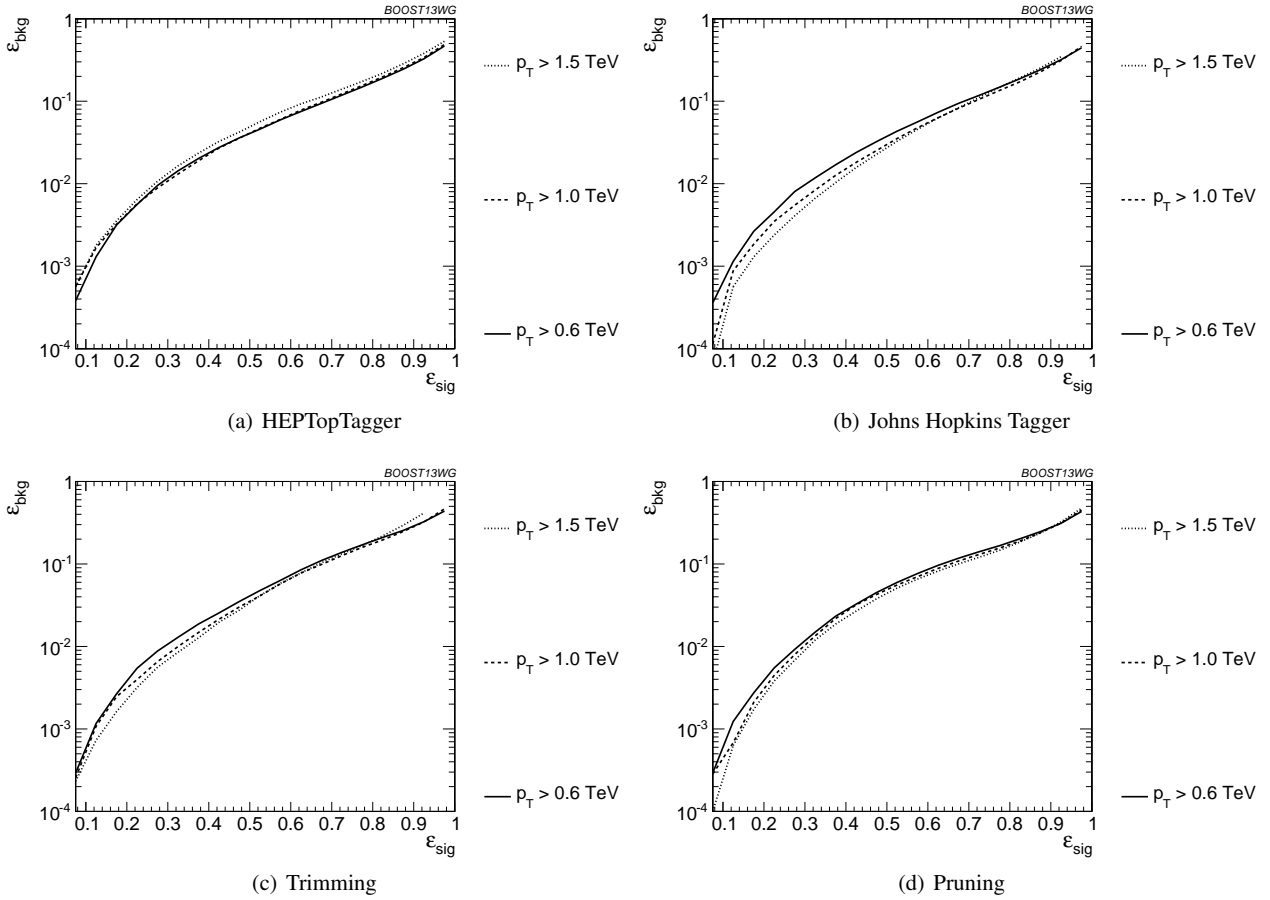 BOOST13WG
ε_bkg
1
10^-1
10^-2
10^-3
10^-4
0.1 0.2 0.3 0.4 0.5 0.6 0.7 0.8 0.9 1
ε_sig
p_T > 1.5 TeV
p_T > 1.0 TeV
p_T > 0.6 TeV
(a) HEPTopTagger
BOOST13WG
ε_bkg
1
10^-1
10^-2
10^-3
10^-4
0.1 0.2 0.3 0.4 0.5 0.6 0.7 0.8 0.9 1
ε_sig
p_T > 1.5 TeV
p_T > 1.0 TeV
p_T > 0.6 TeV
(b) Johns Hopkins Tagger
BOOST13WG
ε_bkg
1
10^-1
10^-2
10^-3
10^-4
0.1 0.2 0.3 0.4 0.5 0.6 0.7 0.8 0.9 1
ε_sig
p_T > 1.5 TeV
p_T > 1.0 TeV
p_T > 0.6 TeV
(c) Trimming
BOOST13WG
ε_bkg
1
10^-1
10^-2
10^-3
10^-4
0.1 0.2 0.3 0.4 0.5 0.6 0.7 0.8 0.9 1
ε_sig
p_T > 1.5 TeV
p_T > 1.0 TeV
p_T > 0.6 TeV
(d) Pruning